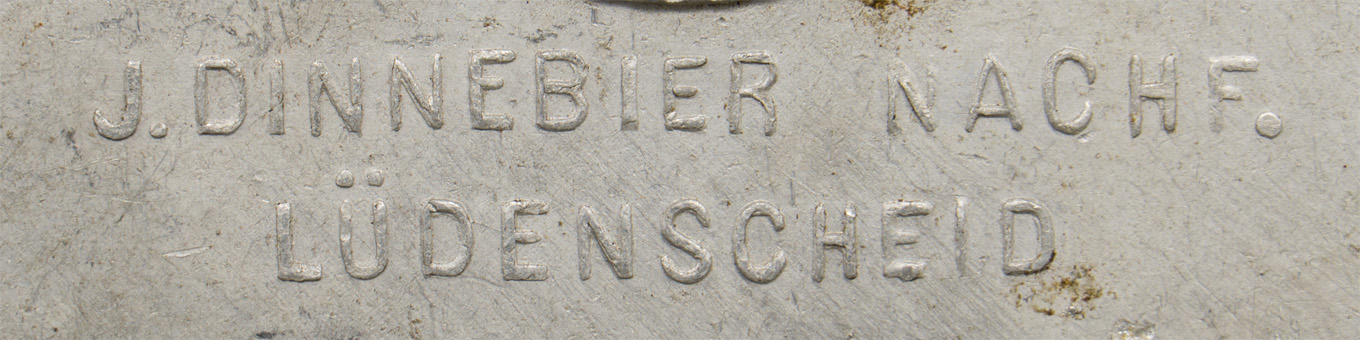 J. DINNEBIER NACHF.
LÜDENSCHEID